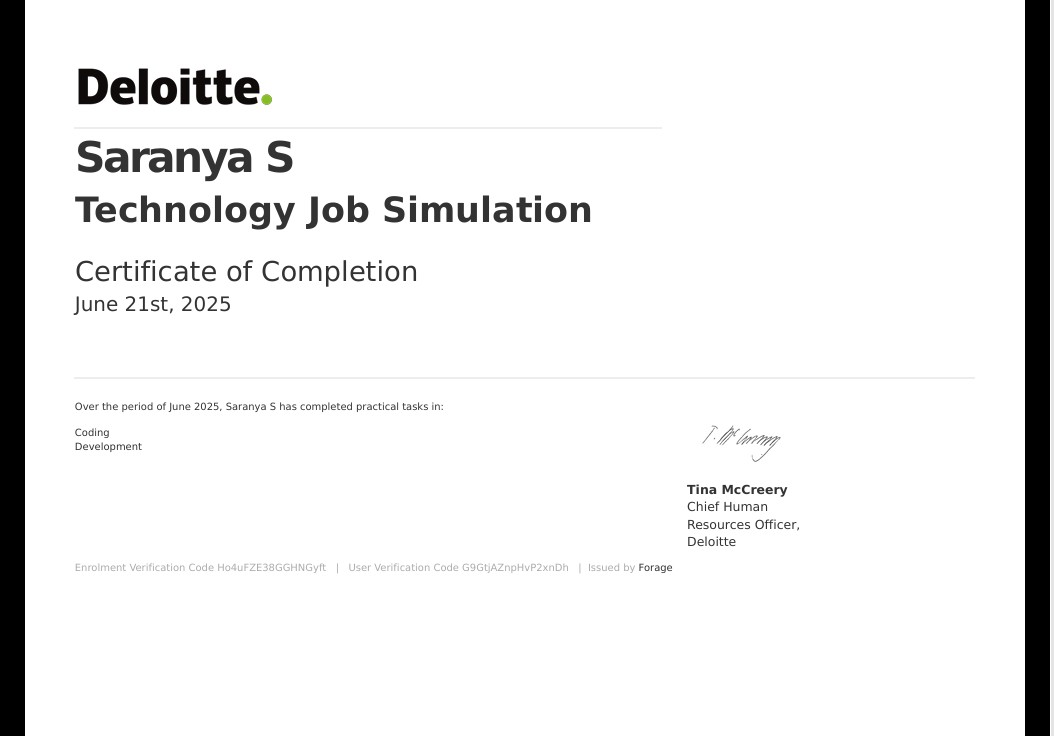 Deloitte.
Saranya S
Technology Job Simulation
Certificate of Completion
June 21st, 2025
Over the period of June 2025, Saranya S has completed practical tasks in:
Coding
Development
T. McCreery
Tina McCreery
Chief Human
Resources Officer,
Deloitte
Enrolment Verification Code Ho4uFZE38GGHNGyft | User Verification Code G9GtjAZnpHvP2xnDh | Issued by Forage